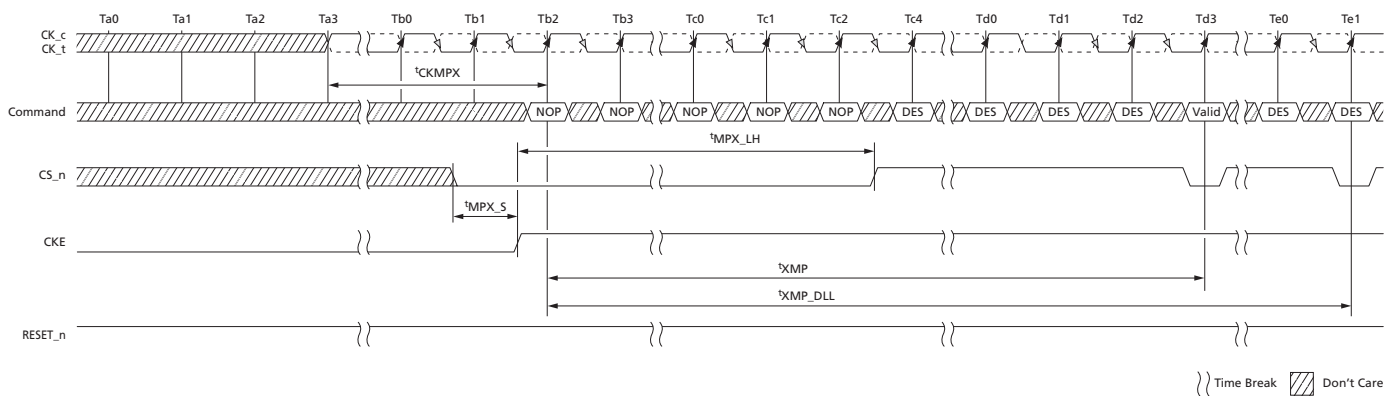 Ta0 Ta1 Ta2 Ta3 Tb0 Tb1 Tb2 Tb3 Tc0 Tc1 Tc2 Tc4 Td0 Td1 Td2 Td3 Te0 Te1
CK_c
CK_t
tCKMPX
Command NOP NOP NOP NOP NOP DES DES DES DES Valid DES DES
tMPX_LH
CS_n
tMPX_S
CKE
tXMP
tXMP_DLL
RESET_n
Time Break Don't Care